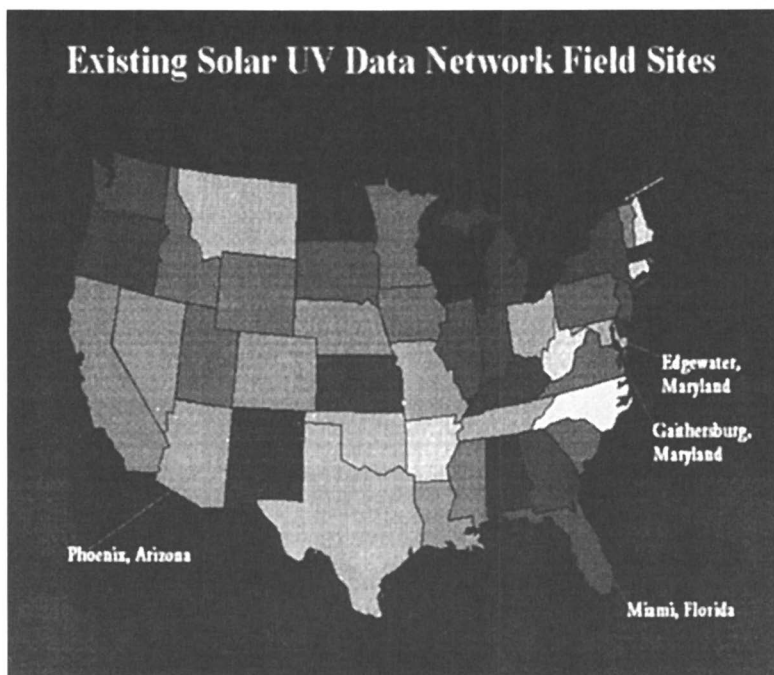 Existing Solar UV Data Network Field Sites
Edgewater,
Maryland
Gaithersburg,
Maryland
Phoenix, Arizona
Miami, Florida